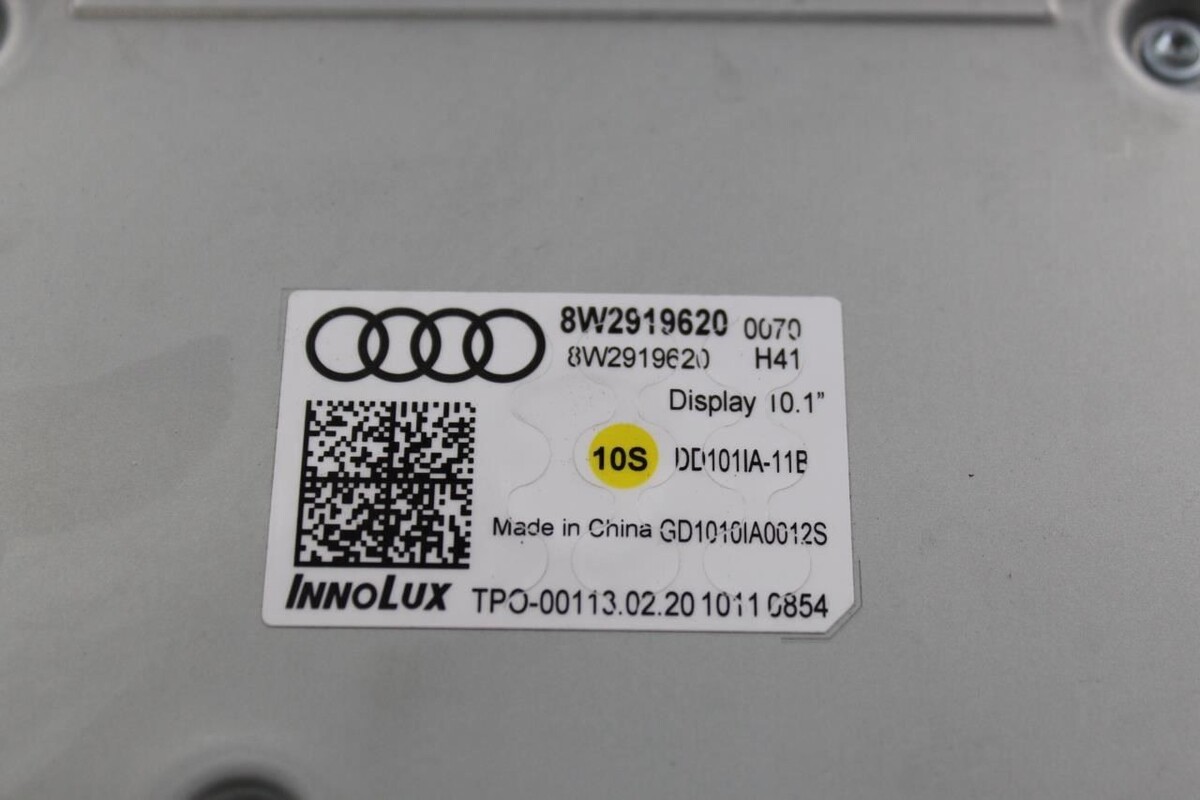 8W2919620 0070
8W2919620 H41
Display 10.1”
10S DD101IA-11B
Made in China GD1010IA0012S
INNOLUX TPO-00113.02.20 1011 0854